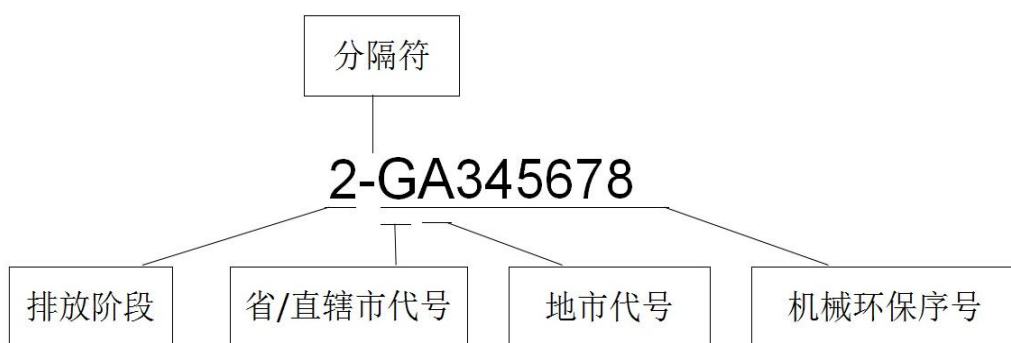 分隔符
2-GA345678
排放阶段
省/直辖市代号
地市代号
机械环保序号